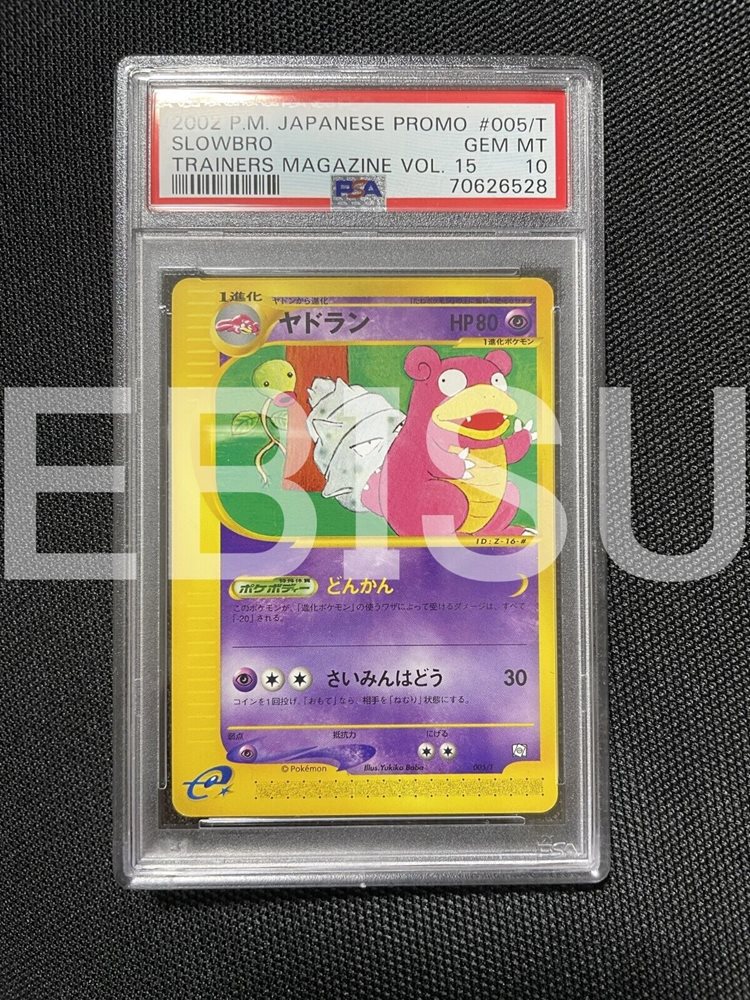 2002 P.M. JAPANESE PROMO #005/T
SLOWBRO GEM MT
TRAINERS MAGAZINE VOL. 15 10
PSA 70626528
1進化 ヤドンから進化
ヤドラン HP80
1進化ポケモン
EBISU
ID:Z-16-#
特殊体質
ポケボディー どんかん
このポケモンが、「進化ポケモン」の使うワザによって受けるダメージは、すべて
「-20」される。
さいみんはどう 30
コインを1回投げ、「おもて」なら、相手を「ねむり」状態にする。
弱点 抵抗力 にげる
©Pokémon Illus.Yukiko Baba 005/T
e